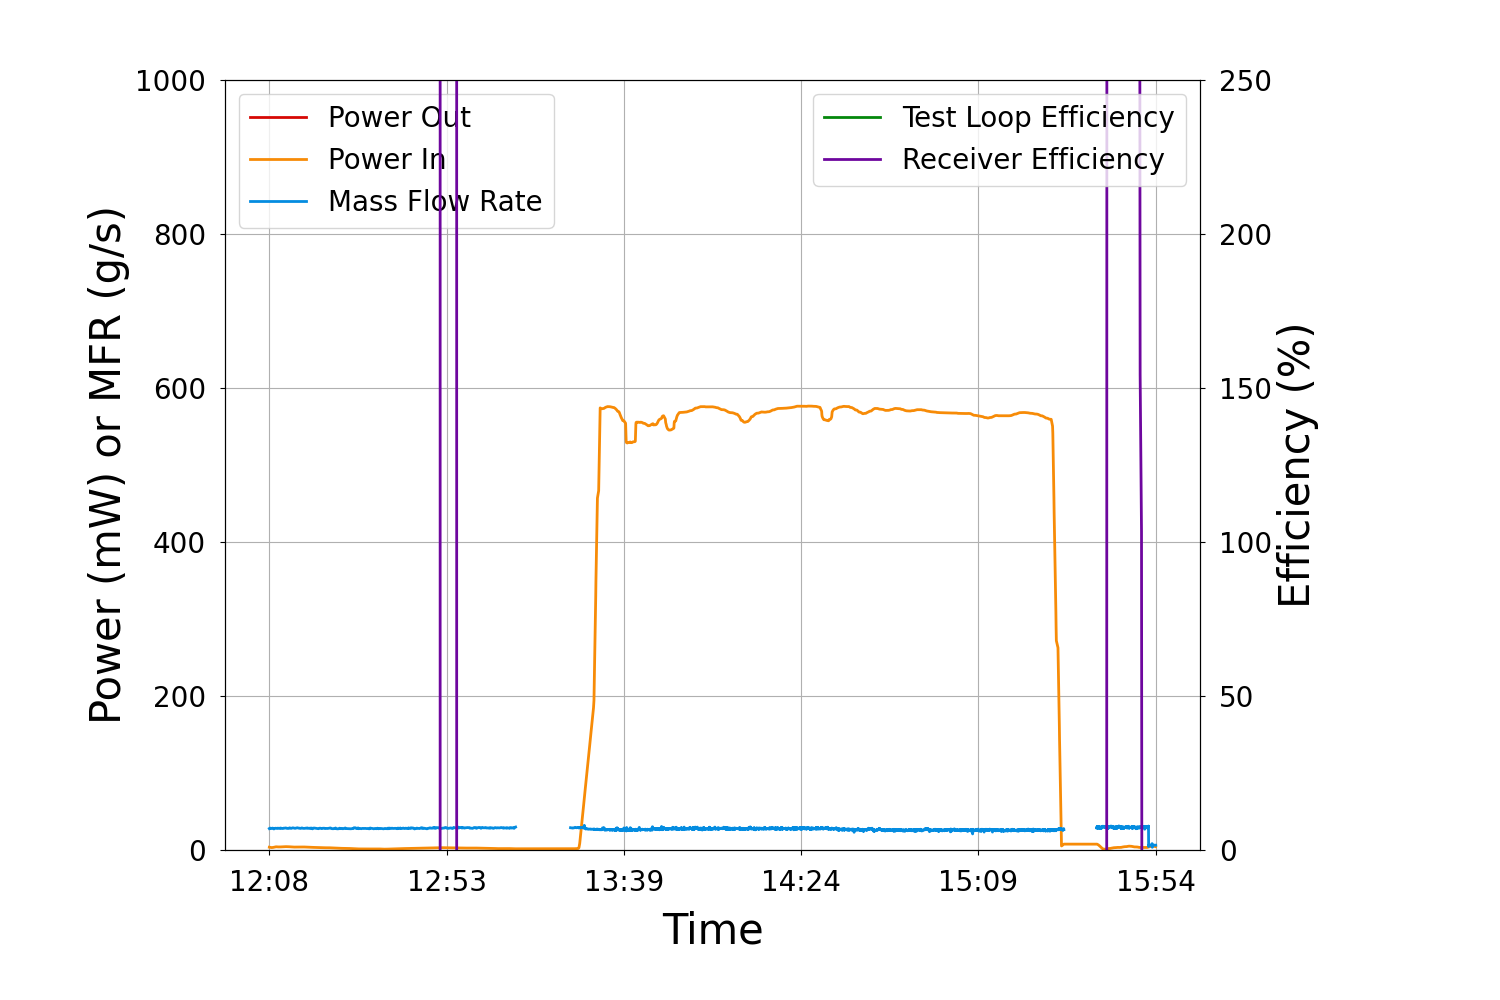 1000
800
600
400
200
0
Power (mW) or MFR (g/s)
Power Out
Power In
Mass Flow Rate
Test Loop Efficiency
Receiver Efficiency
250
200
150
100
50
0
Efficiency (%)
12:08 12:53 13:39 14:24 15:09 15:54
Time